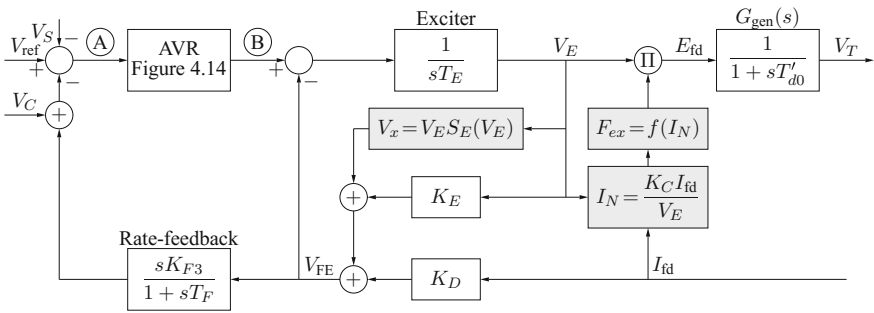 V_S
V_ref
−
+
−
A
AVR
Figure 4.14
B
+
−
Exciter
1
sT_E
V_E
Π
E_fd
G_gen(s)
1
1 + sT′_d0
V_T
V_C
+
V_x = V_E S_E(V_E)
F_ex = f(I_N)
+
K_E
I_N = K_C I_fd
V_E
Rate-feedback
sK_F3
1 + sT_F
V_FE
+
K_D
I_fd